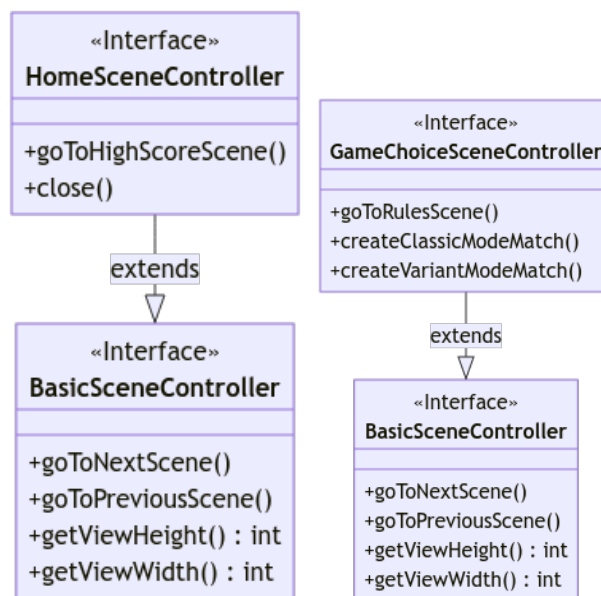 «Interface»
HomeSceneController
+goToHighScoreScene()
+close()
extends
«Interface»
BasicSceneController
+goToNextScene()
+goToPreviousScene()
+getViewHeight() : int
+getViewWidth() : int
«Interface»
GameChoiceSceneController
+goToRulesScene()
+createClassicModeMatch()
+createVariantModeMatch()
extends
«Interface»
BasicSceneController
+goToNextScene()
+goToPreviousScene()
+getViewHeight() : int
+getViewWidth() : int